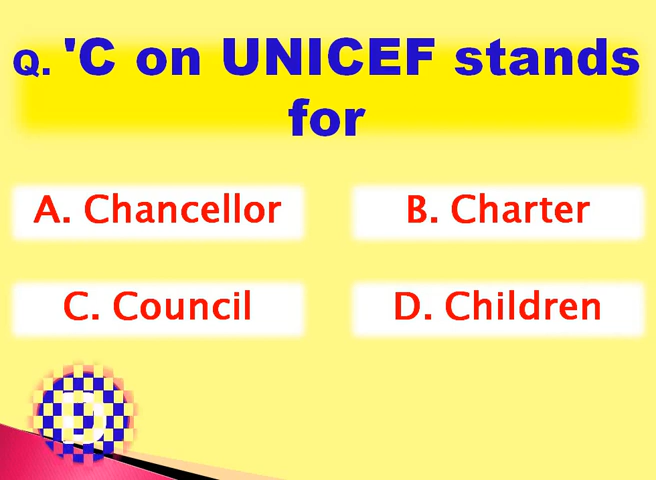 Q. 'C on UNICEF stands
for
A. Chancellor
B. Charter
C. Council
D. Children